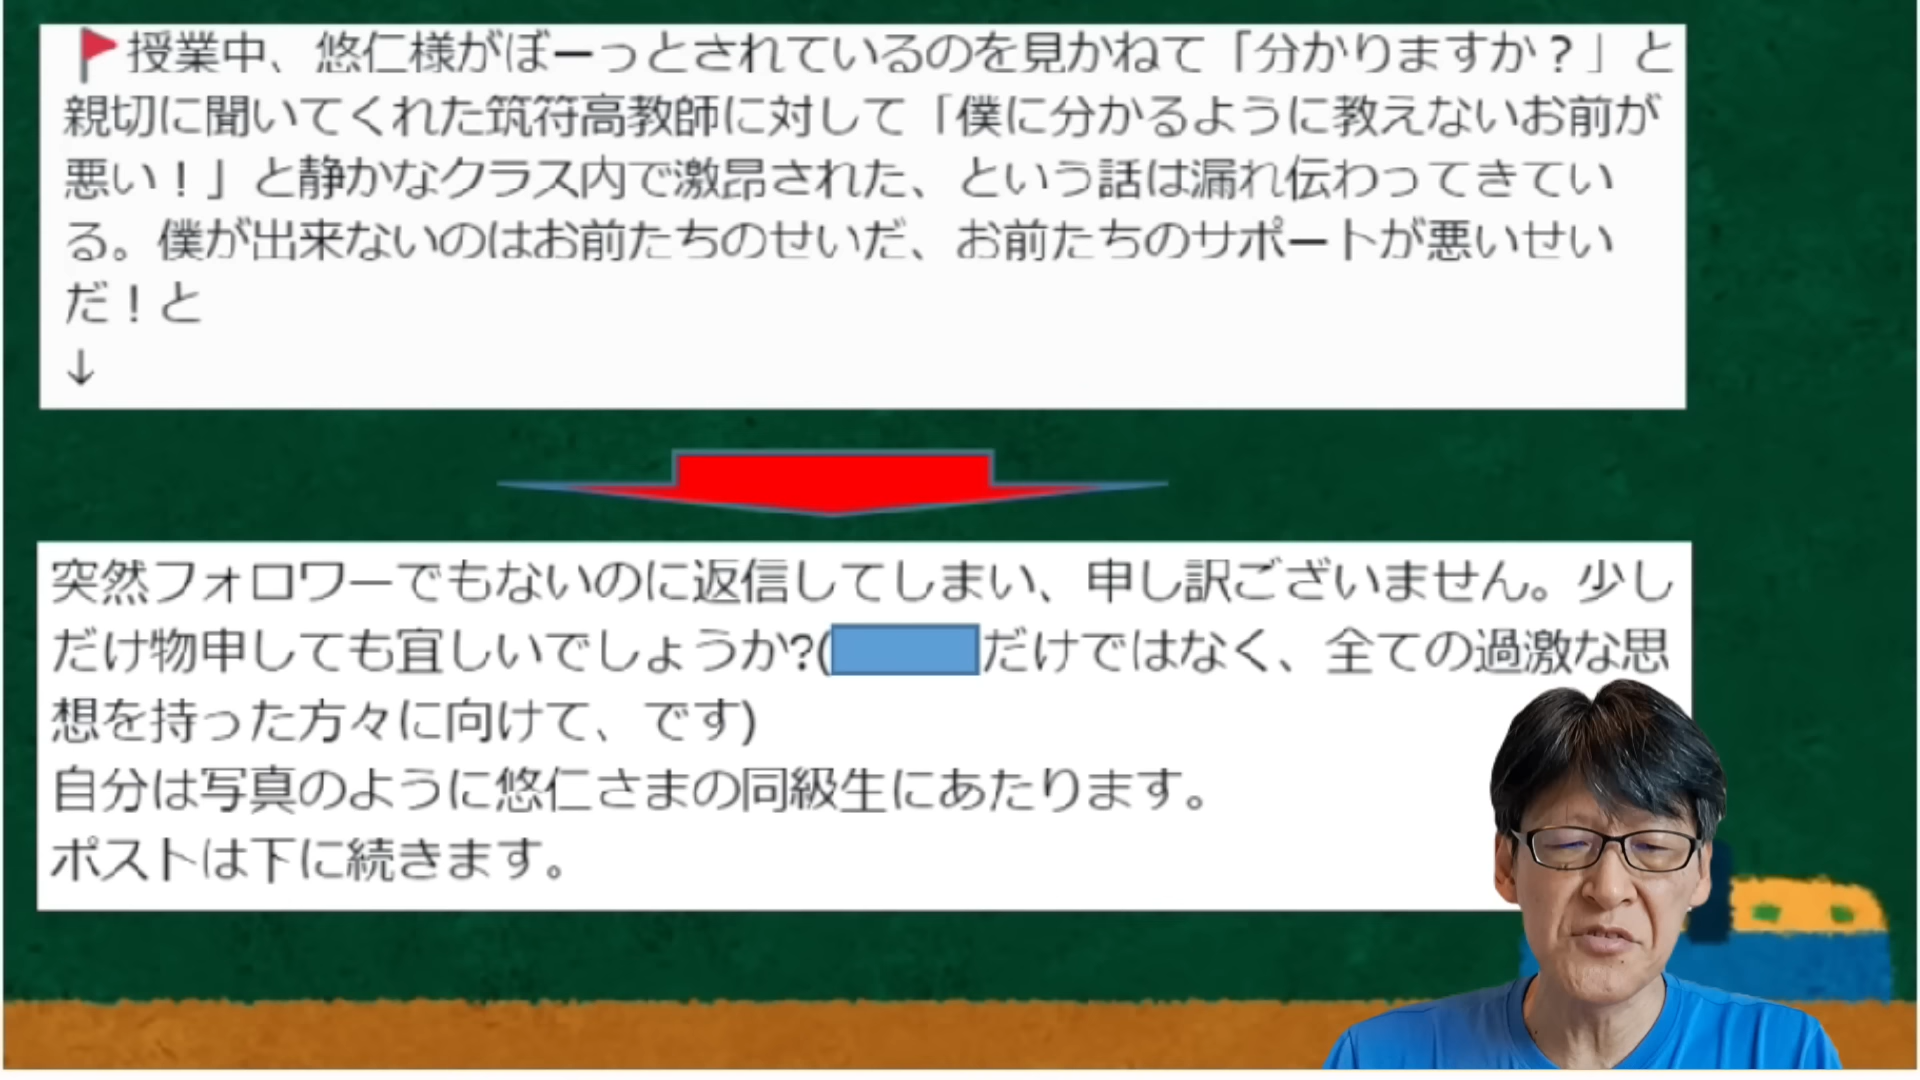 授業中、悠仁様がぼーっとされているのを見かねて「分かりますか？」と
親切に聞いてくれた筑符高教師に対して「僕に分かるように教えないお前が
悪い！」と静かなクラス内で激昂された、という話は漏れ伝わってきてい
る。僕が出来ないのはお前たちのせいだ、お前たちのサポートが悪いせい
だ！と
↓
突然フォロワーでもないのに返信してしまい、申し訳ございません。少し
だけ物申しても宜しいでしょうか?(だけではなく、全ての過激な思
想を持った方々に向けて、です)
自分は写真のように悠仁さまの同級生にあたります。
ポストは下に続きます。